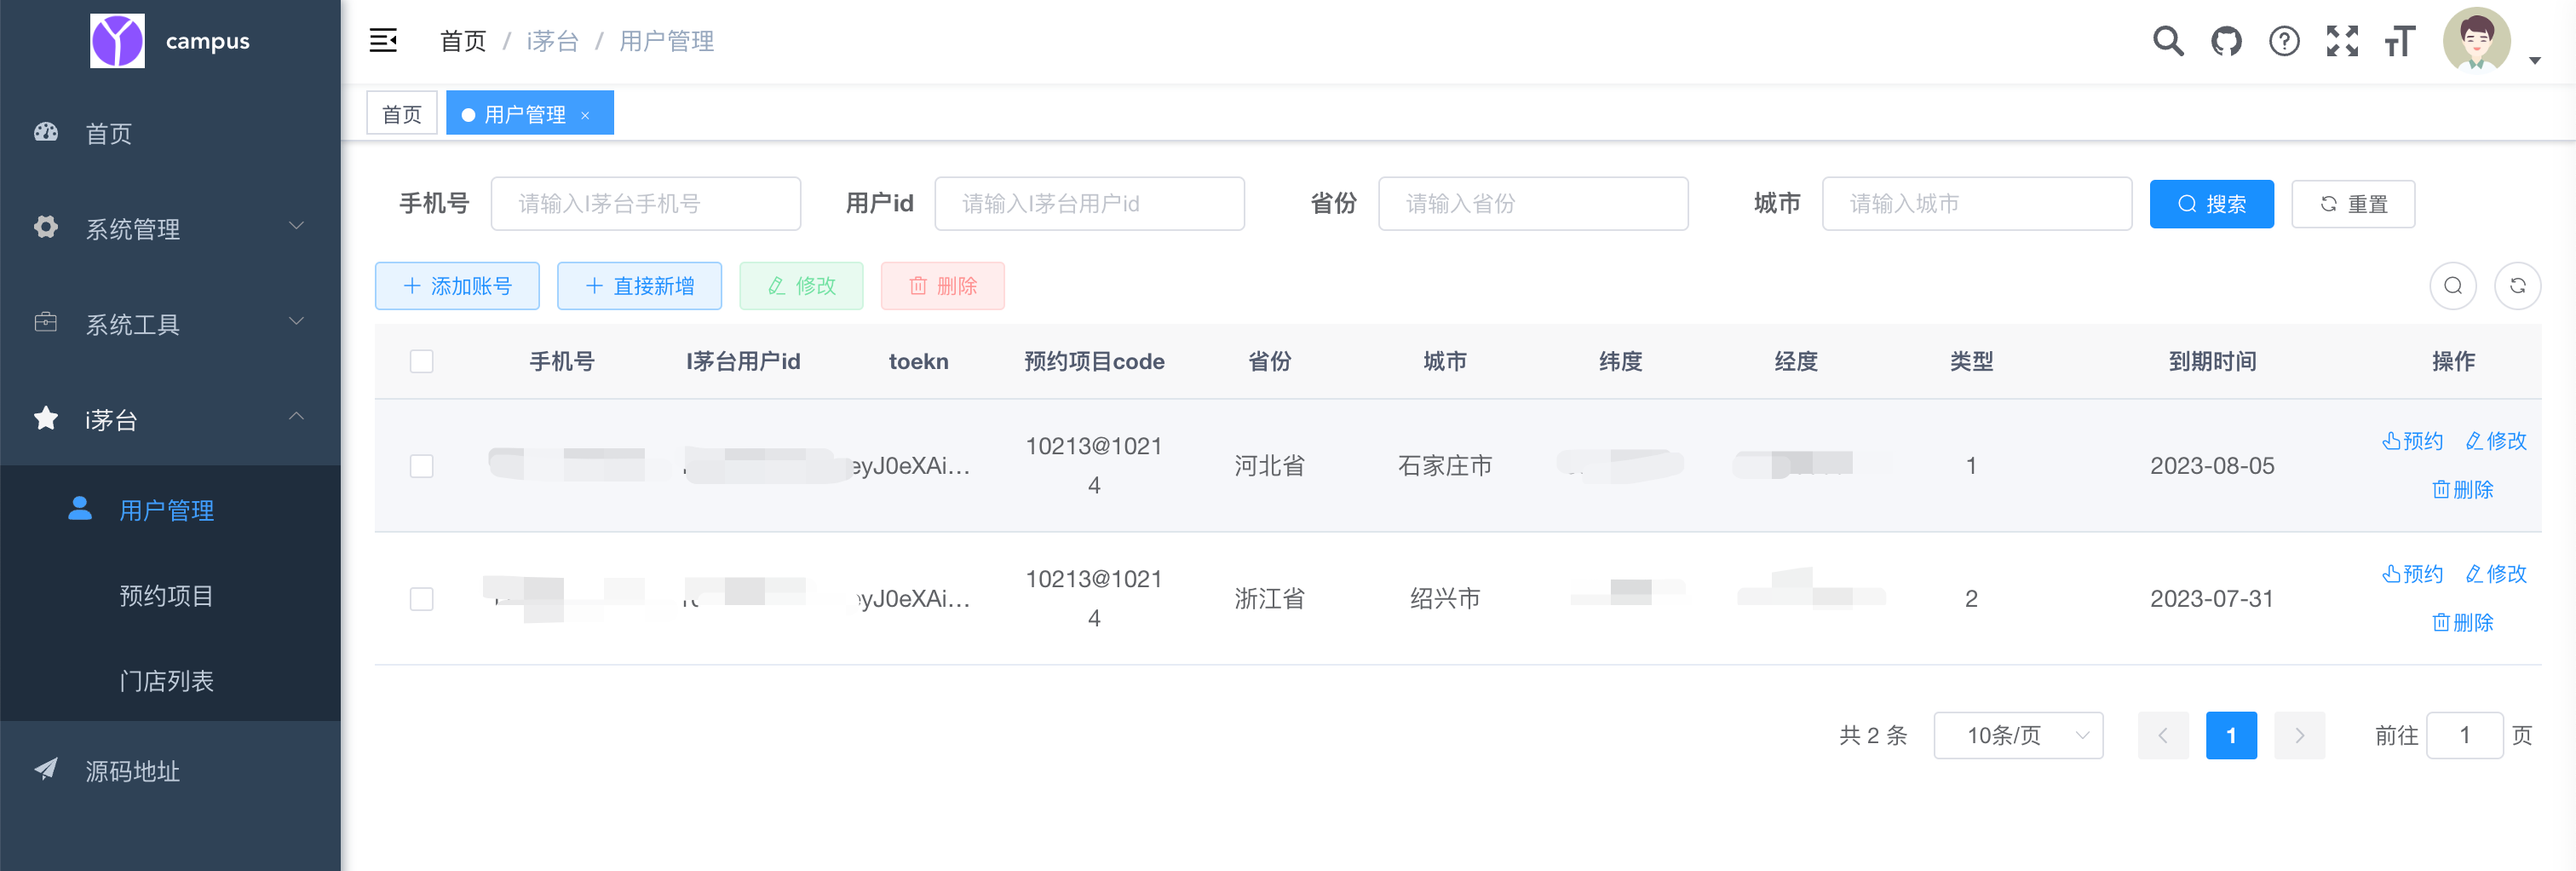 campus
首页
系统管理
系统工具
i茅台
用户管理
预约项目
门店列表
源码地址
首页 / i茅台 / 用户管理
首页 用户管理 ×
手机号 请输入I茅台手机号 用户id 请输入I茅台用户id 省份 请输入省份 城市 请输入城市 搜索 重置
添加账号 直接新增 修改 删除
手机号 I茅台用户id toekn 预约项目code 省份 城市 纬度 经度 类型 到期时间 操作
eyJ0eXAi... 10213@10214 河北省 石家庄市 1 2023-08-05 预约 修改 删除
eyJ0eXAi... 10213@10214 浙江省 绍兴市 2 2023-07-31 预约 修改 删除
共 2 条 10条/页 1 前往 1 页